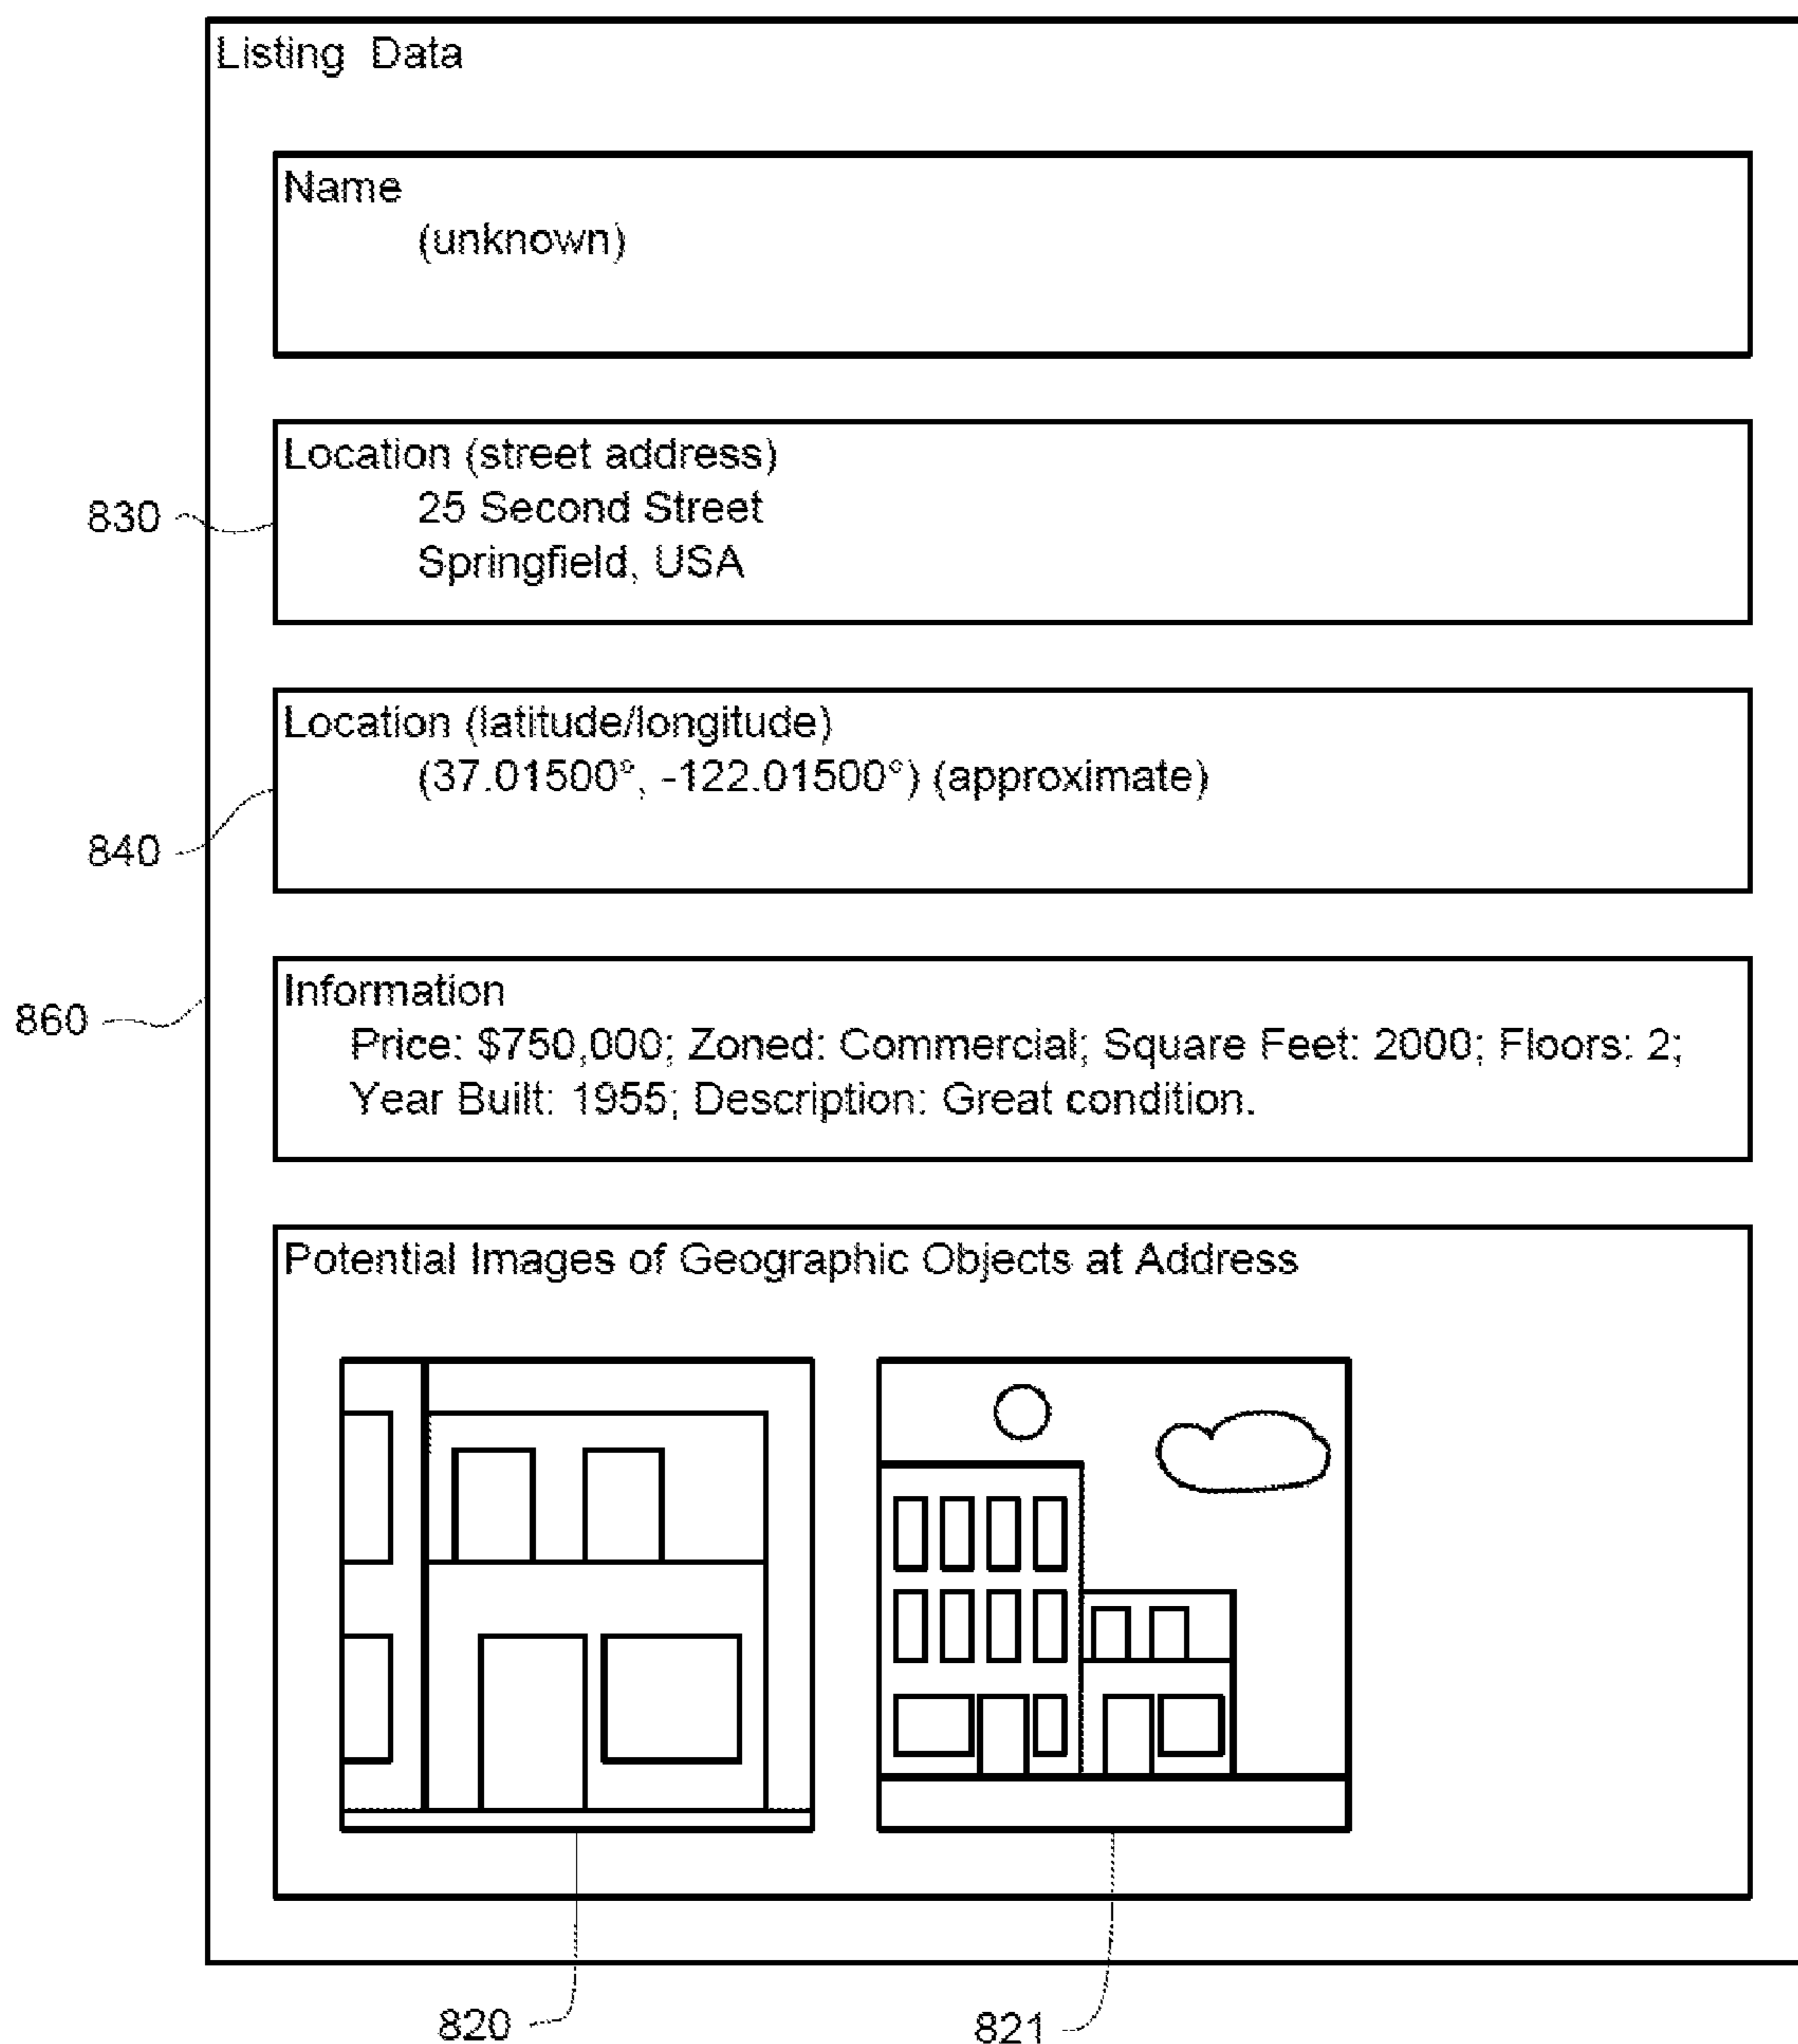 Listing Data
Name
(unknown)
Location (street address)
25 Second Street
Springfield, USA
830
Location (latitude/longitude)
(37.01500°, -122.01500°) (approximate)
840
Information
Price: $750,000; Zoned: Commercial; Square Feet: 2000; Floors: 2;
Year Built: 1955; Description: Great condition.
860
Potential Images of Geographic Objects at Address
820
821